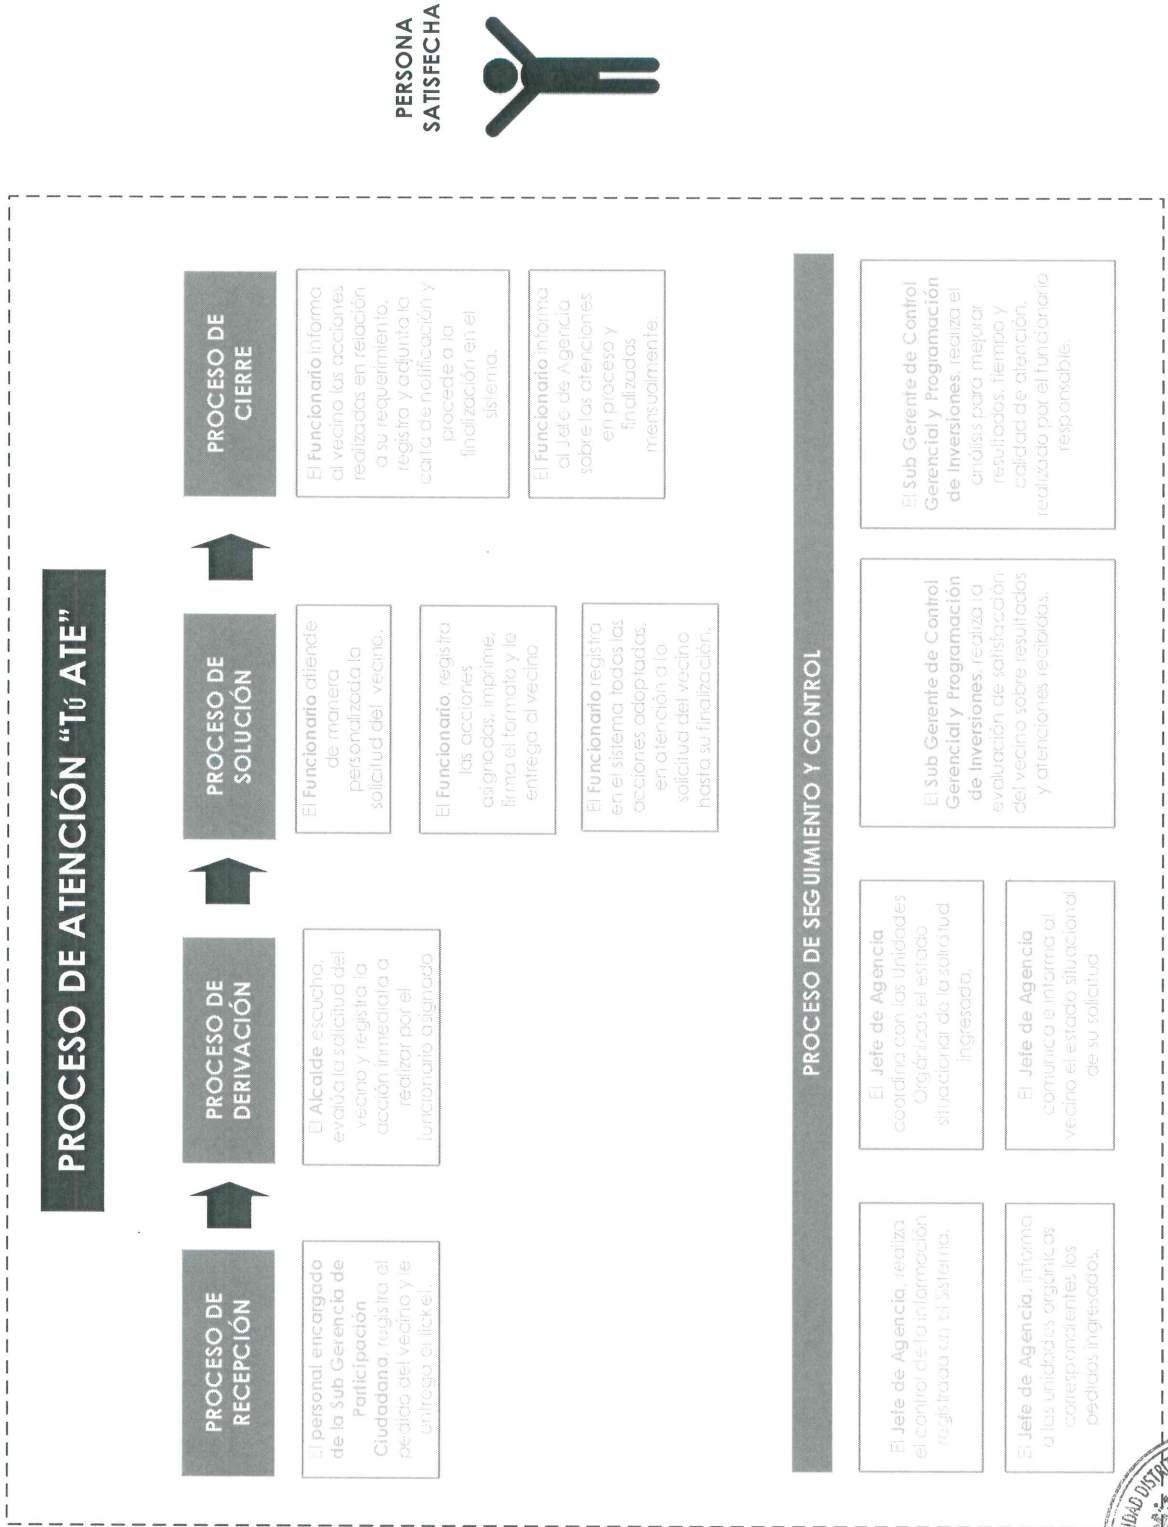 PROCESO DE ATENCIÓN “Tú ATE”
PROCESO DE
RECEPCIÓN
El personal encargado
de la Sub Gerencia de
Participación
Ciudadana, registra el
pedido del vecino y le
entrega el ticket.
PROCESO DE
DERIVACIÓN
El Alcalde escucha,
evalúa la solicitud del
vecino y registra la
acción inmediata a
realizar por el
funcionario asignado
PROCESO DE
SOLUCIÓN
El Funcionario atiende
de manera
personalizada la
solicitud del vecino.
El Funcionario, registra
las acciones
asignadas, imprime,
firma el formato y le
entrega al vecino
El Funcionario registra
en el sistema todas las
acciones adoptadas,
en atención a la
solicitud del vecino
hasta su finalización.
PROCESO DE
CIERRE
El Funcionario informa
al vecino las acciones
realizadas en relación
a su requerimiento,
registra y adjunta la
carta de notificación y
procede a la
finalización en el
sistema.
El Funcionario informa
al Jefe de Agencia
sobre las atenciones
en proceso y
finalizadas
mensualmente.
PERSONA
SATISFECHA
PROCESO DE SEGUIMIENTO Y CONTROL
El Jefe de Agencia, realiza
el control de la información
registrada en el Sistema.
El Jefe de Agencia, informa
a las unidades orgánicas
correspondientes los
pedidos ingresados.
El Jefe de Agencia
coordina con las Unidades
Orgánicas el estado
situacional de la solicitud
ingresada.
El Jefe de Agencia
comunica e informa al
vecino el estado situacional
de su solicitud
El Sub Gerente de Control
Gerencial y Programación
de Inversiones, realiza la
evaluación de satisfacción
del vecino sobre resultados
y atenciones recibidas.
El Sub Gerente de Control
Gerencial y Programación
de Inversiones, realiza el
análisis para mejorar
resultados, tiempo y
calidad de atención,
realizado por el funcionario
responsable.